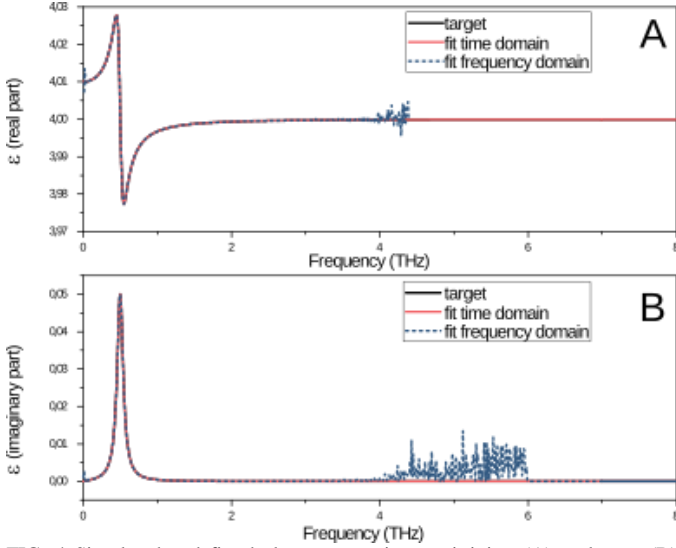 4,03
4,02
4,01
4,00
3,99
3,98
3,97
ε (real part)
target
fit time domain
fit frequency domain
A
0 2 4 6 8
Frequency (THz)
0,05
0,04
0,03
0,02
0,01
0,00
ε (imaginary part)
target
fit time domain
fit frequency domain
B
0 2 4 6 8
Frequency (THz)